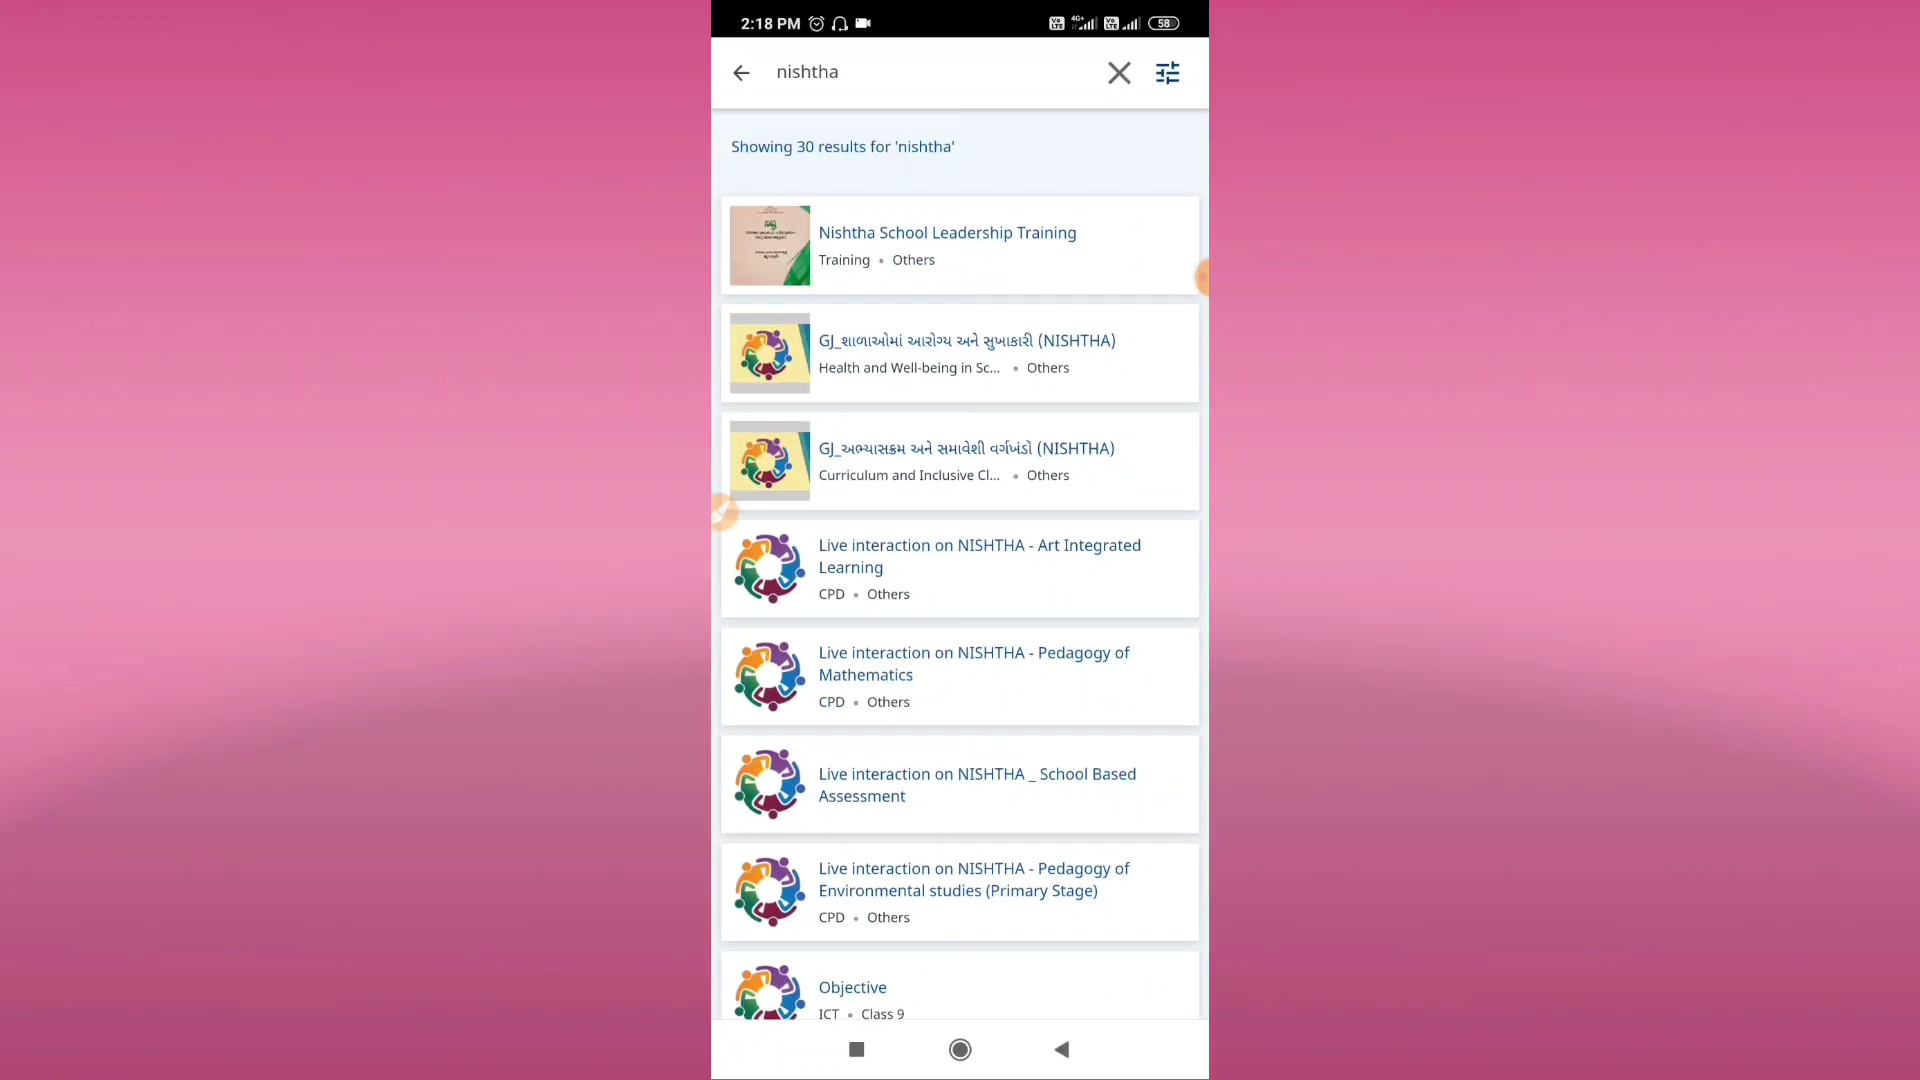 2:18 PM
4G+
58
nishtha
Showing 30 results for 'nishtha'
Nishtha School Leadership Training
Training • Others
GJ_શાળાઓમાં આરોગ્ય અને સુખાકારી (NISHTHA)
Health and Well-being in Sc... • Others
GJ_અભ્યાસક્રમ અને સમાવેશી વર્ગખંડો (NISHTHA)
Curriculum and Inclusive Cl... • Others
Live interaction on NISHTHA - Art Integrated
Learning
CPD • Others
Live interaction on NISHTHA - Pedagogy of
Mathematics
CPD • Others
Live interaction on NISHTHA _ School Based
Assessment
Live interaction on NISHTHA - Pedagogy of
Environmental studies (Primary Stage)
CPD • Others
Objective
ICT • Class 9